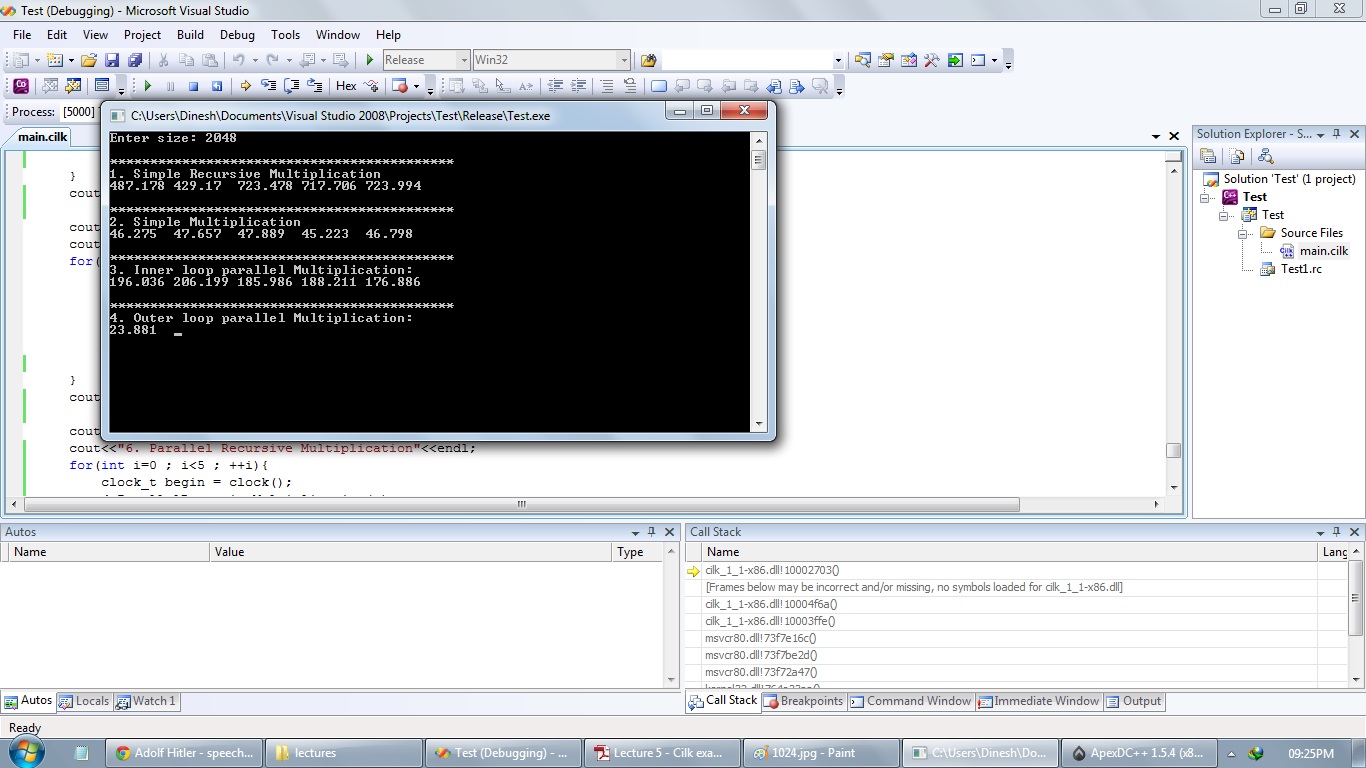 Test (Debugging) - Microsoft Visual Studio
File Edit View Project Build Debug Tools Window Help
Release Win32
Hex
Process: [5000]
C:\Users\Dinesh\Documents\Visual Studio 2008\Projects\Test\Release\Test.exe
main.cilk
Enter size: 2048
*******************************************
1. Simple Recursive Multiplication
487.178 429.17 723.478 717.706 723.994
*******************************************
2. Simple Multiplication
46.275 47.657 47.889 45.223 46.798
*******************************************
3. Inner loop parallel Multiplication:
196.036 206.199 185.986 188.211 176.886
*******************************************
4. Outer loop parallel Multiplication:
23.881 _
}
cout
cout
cout
for(
}
cout
cout
cout<<"6. Parallel Recursive Multiplication"<<endl;
for(int i=0 ; i<5 ; ++i){
clock_t begin = clock();
Solution Explorer - S...
Solution 'Test' (1 project)
Test
Test
Source Files
main.cilk
Test1.rc
Autos
Name Value Type
Call Stack
Name Lang
cilk_1_1-x86.dll!10002703()
[Frames below may be incorrect and/or missing, no symbols loaded for cilk_1_1-x86.dll]
cilk_1_1-x86.dll!10004f6a()
cilk_1_1-x86.dll!10003ffe()
msvcr80.dll!73f7e16c()
msvcr80.dll!73f7be2d()
msvcr80.dll!73f72a47()
Autos Locals Watch 1
Call Stack Breakpoints Command Window Immediate Window Output
Ready
Adolf Hitler - speech... lectures Test (Debugging) - ... Lecture 5 - Cilk exa... 1024.jpg - Paint C:\Users\Dinesh\Do... ApexDC++ 1.5.4 (x8... 09:25PM